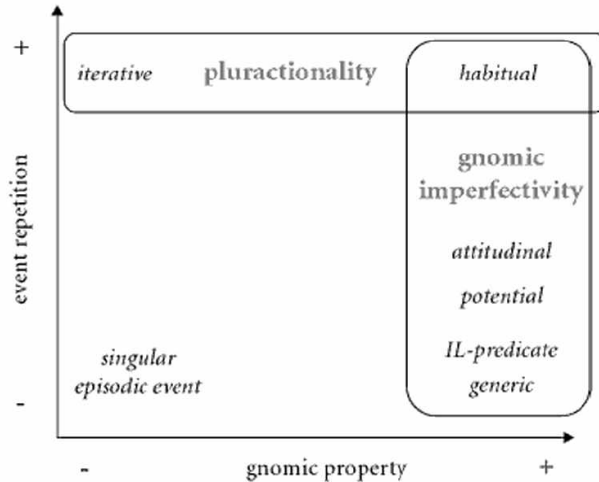 +
iterative pluractionality habitual
gnomic
imperfectivity
event repetition
attitudinal
potential
singular
episodic event
IL-predicate
generic
-
- gnomic property +